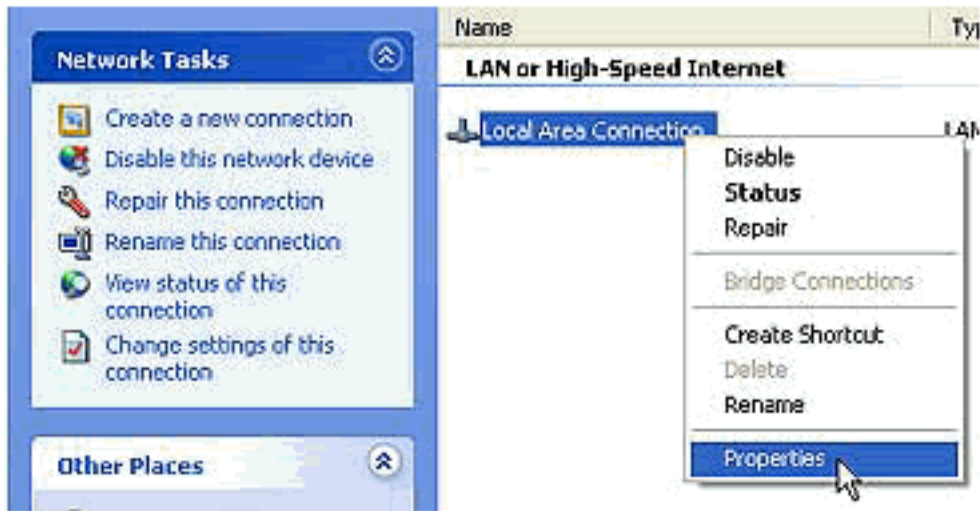 Network Tasks
Create a new connection
Disable this network device
Repair this connection
Rename this connection
View status of this
connection
Change settings of this
connection
Other Places
Name
LAN or High-Speed Internet
Local Area Connection
LAN
Disable
Status
Repair
Bridge Connections
Create Shortcut
Delete
Rename
Properties